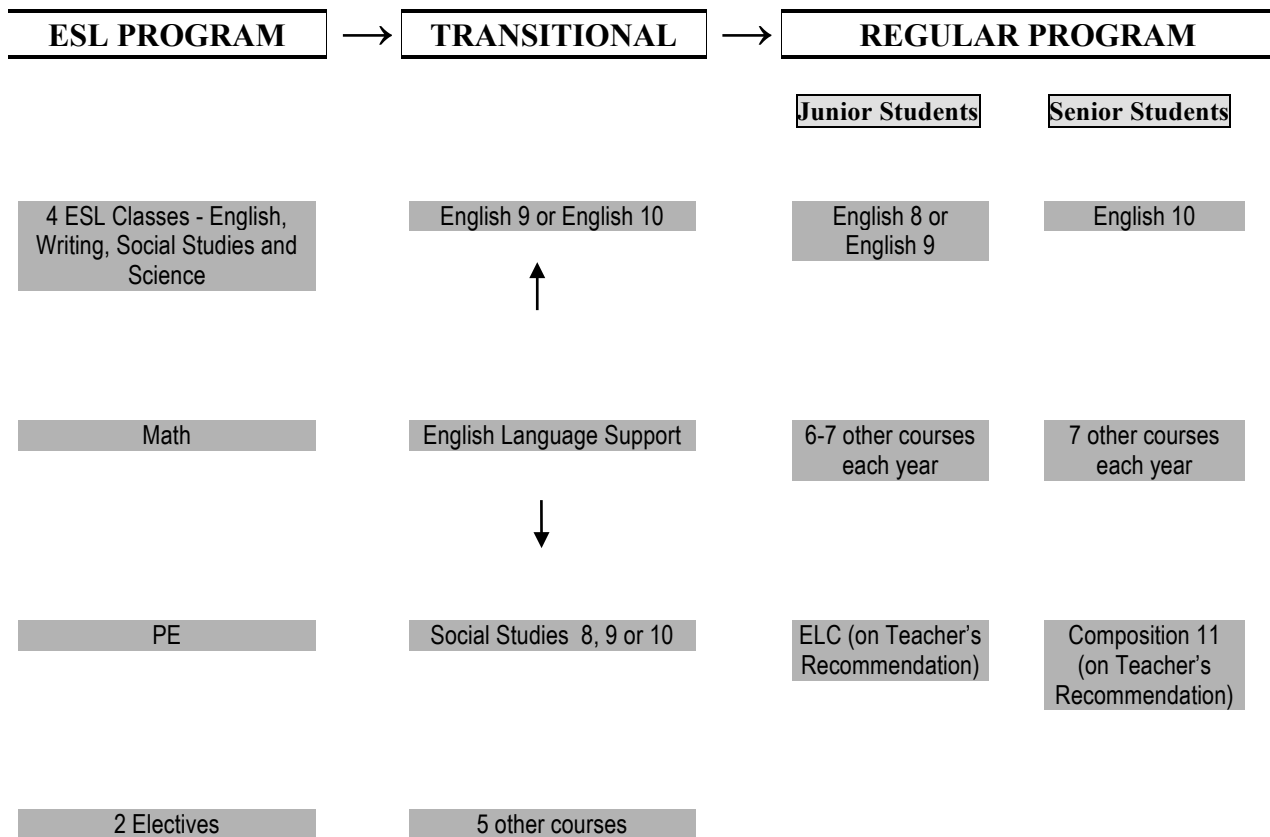 ESL PROGRAM → TRANSITIONAL → REGULAR PROGRAM
Junior Students
Senior Students
4 ESL Classes - English,
Writing, Social Studies and
Science
English 9 or English 10
English 8 or
English 9
English 10
Math
English Language Support
6-7 other courses
each year
7 other courses
each year
PE
Social Studies 8, 9 or 10
ELC (on Teacher’s
Recommendation)
Composition 11
(on Teacher’s
Recommendation)
2 Electives
5 other courses